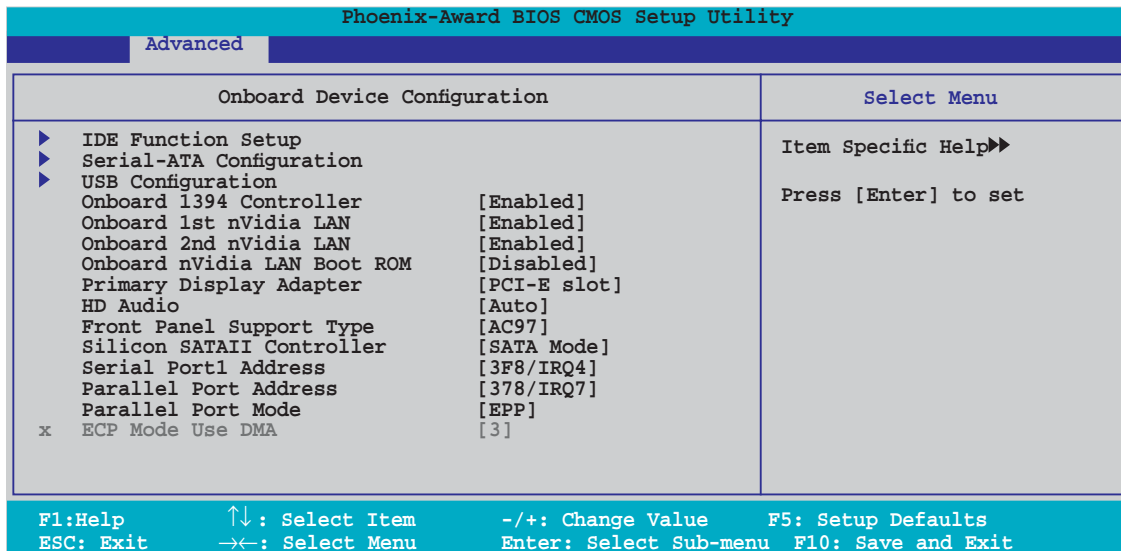 Phoenix-Award BIOS CMOS Setup Utility
Advanced
Onboard Device Configuration
Select Menu
IDE Function Setup
Serial-ATA Configuration
USB Configuration
Onboard 1394 Controller [Enabled]
Onboard 1st nVidia LAN [Enabled]
Onboard 2nd nVidia LAN [Enabled]
Onboard nVidia LAN Boot ROM [Disabled]
Primary Display Adapter [PCI-E slot]
HD Audio [Auto]
Front Panel Support Type [AC97]
Silicon SATAII Controller [SATA Mode]
Serial Port1 Address [3F8/IRQ4]
Parallel Port Address [378/IRQ7]
Parallel Port Mode [EPP]
x ECP Mode Use DMA [3]
Item Specific Help
Press [Enter] to set
F1:Help ↑↓: Select Item -/+: Change Value F5: Setup Defaults
ESC: Exit →←: Select Menu Enter: Select Sub-menu F10: Save and Exit